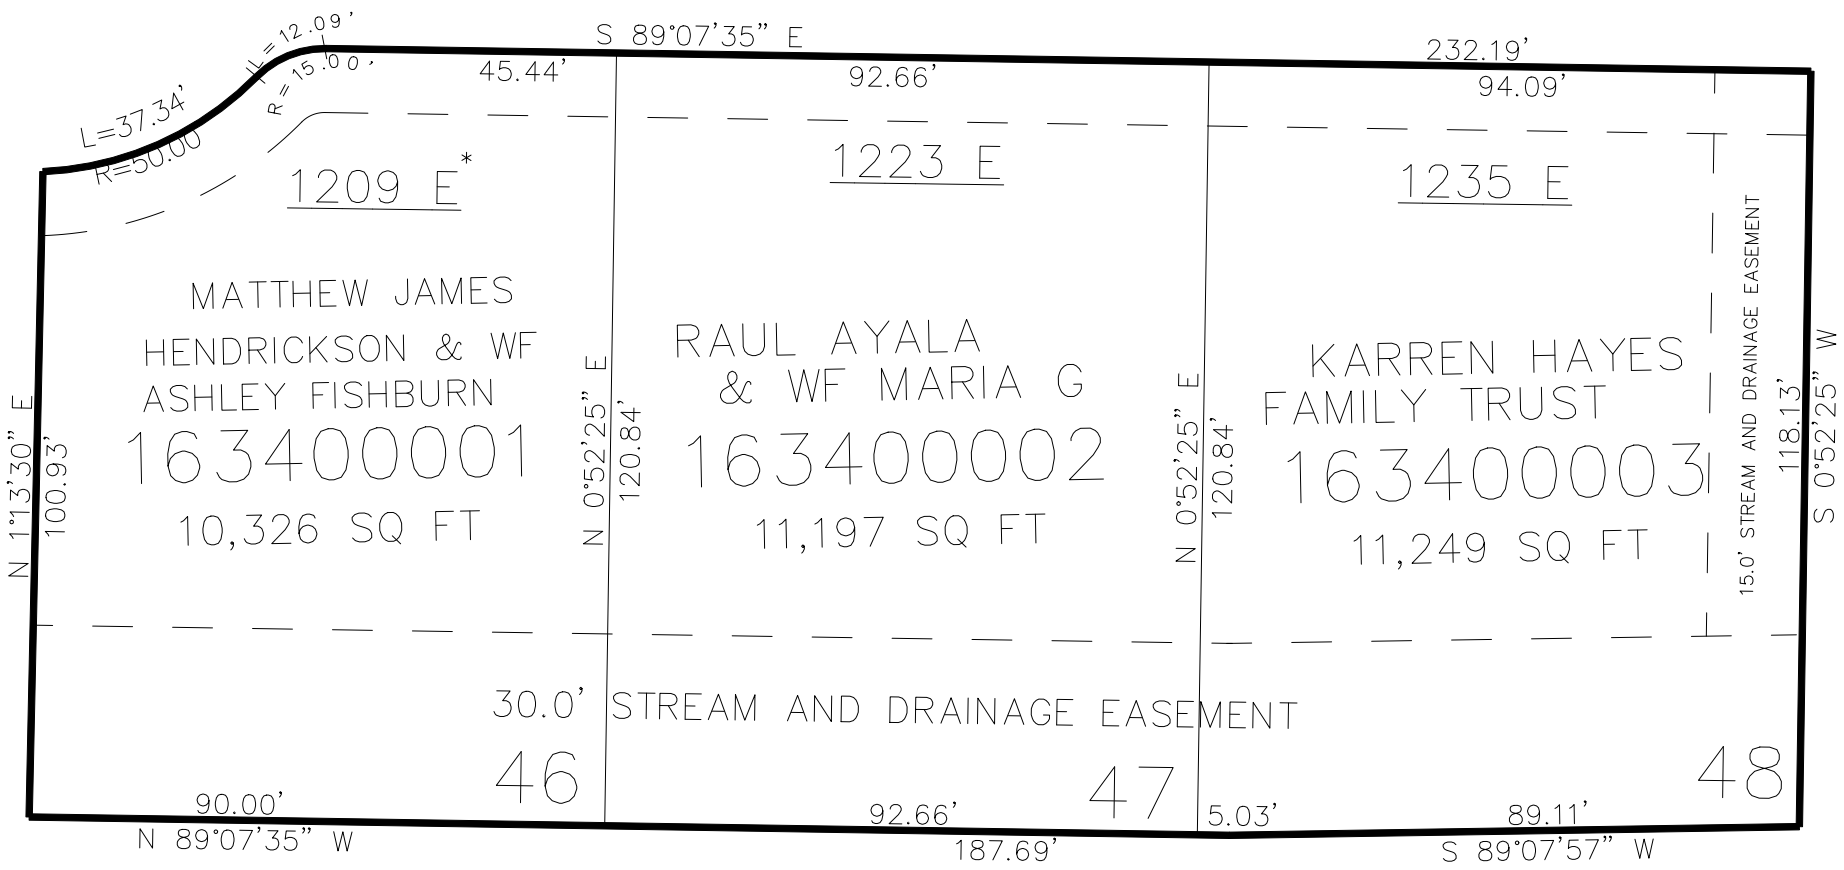 S 89°07'35" E
232.19'
L=12.09'
R=15.00'
45.44'
92.66'
94.09'
L=37.34'
R=50.00
1209 E*
1223 E
1235 E
MATTHEW JAMES
HENDRICKSON & WF
ASHLEY FISHBURN
163400001
10,326 SQ FT
RAUL AYALA
& WF MARIA G
163400002
11,197 SQ FT
KARREN HAYES
FAMILY TRUST
163400003
11,249 SQ FT
N 1°13'30" E
100.93'
N 0°52'25" E
120.84'
N 0°52'25" E
120.84'
15.0' STREAM AND DRAINAGE EASEMENT
118.13'
S 0°52'25" W
30.0' STREAM AND DRAINAGE EASEMENT
46
47
48
90.00'
92.66'
5.03'
89.11'
N 89°07'35" W
187.69'
S 89°07'57" W